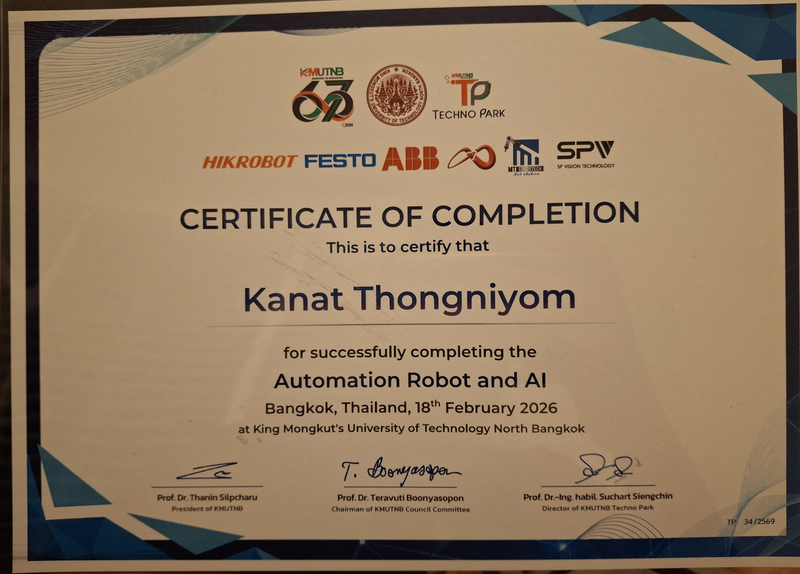 KMUTNB
63
KMUTNB
TP
TECHNO PARK
HIKROBOT FESTO ABB SPV
SP VISION TECHNOLOGY
CERTIFICATE OF COMPLETION
This is to certify that
Kanat Thongniyom
for successfully completing the
Automation Robot and AI
Bangkok, Thailand, 18th February 2026
at King Mongkut's University of Technology North Bangkok
T. Boonyasopon
Prof. Dr. Thanin Silpcharu Prof. Dr. Teravuti Boonyasopon Prof. Dr.-Ing. habil. Suchart Siengchin
President of KMUTNB Chairman of KMUTNB Council Committee Director of KMUTNB Techno Park
TP 34/2569